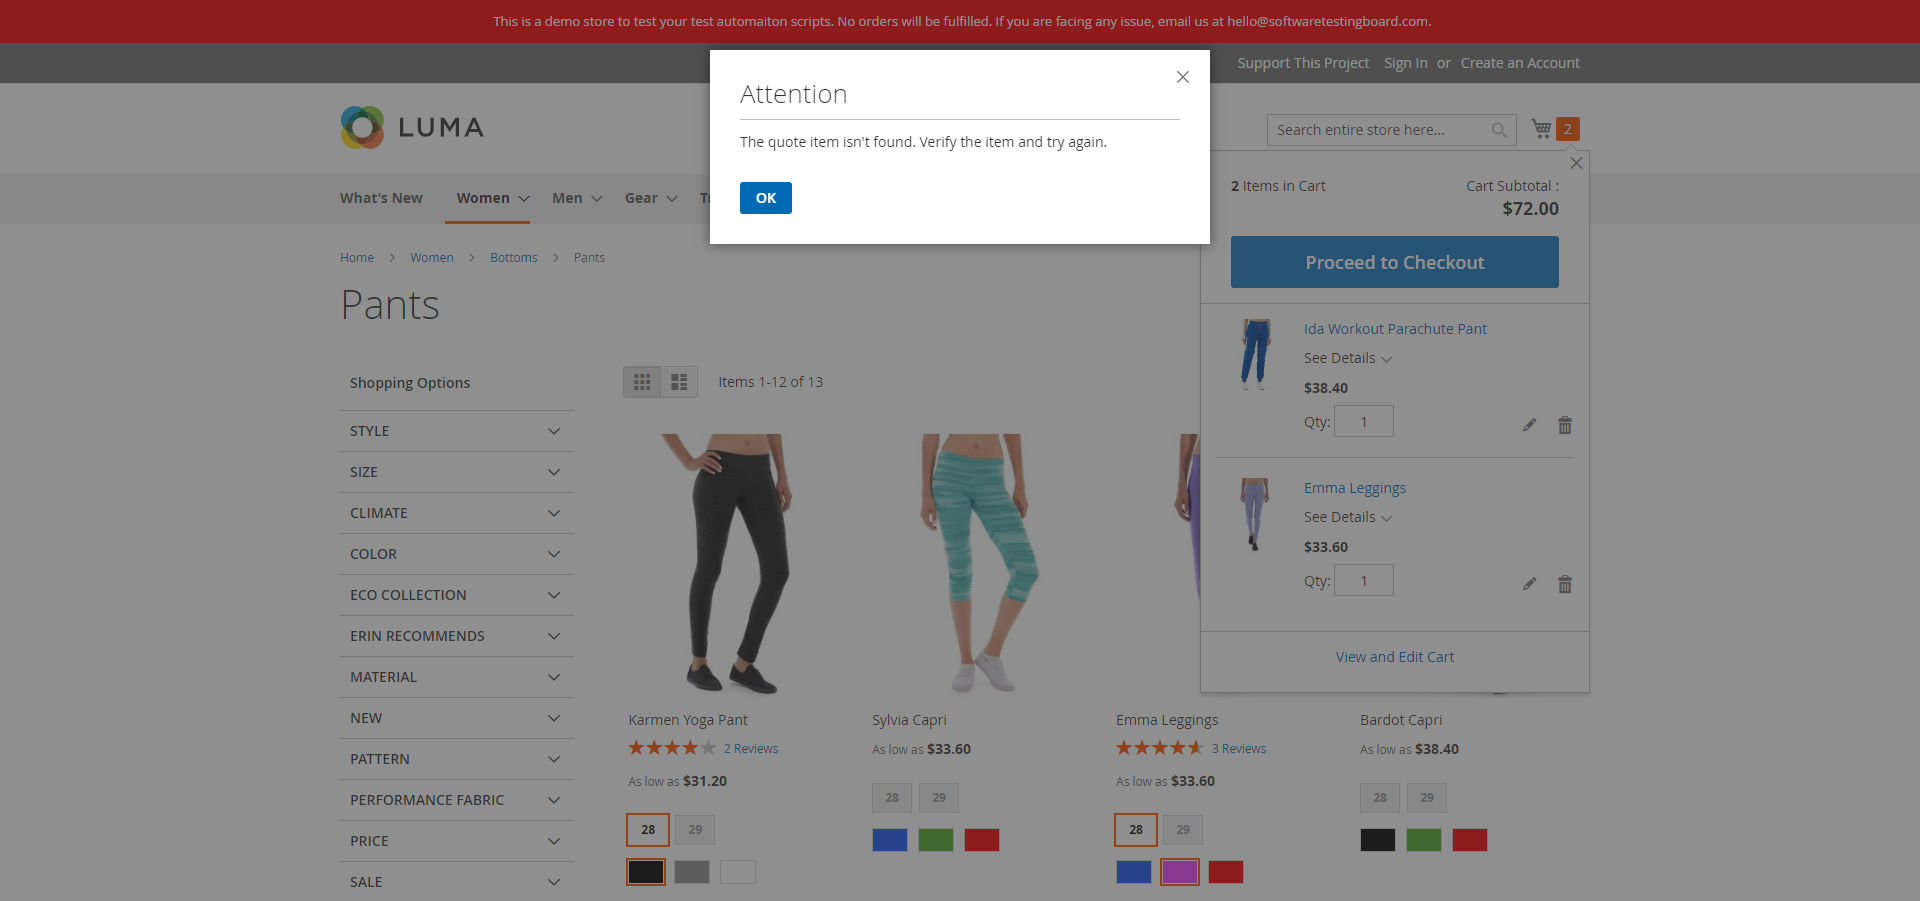 This is a demo store to test your test automaiton scripts. No orders will be fulfilled. If you are facing any issue, email us at hello@softwaretestingboard.com.
Support This Project Sign In or Create an Account
Attention
The quote item isn't found. Verify the item and try again.
OK
LUMA
Search entire store here...
2
What's New Women Men Gear
2 Items in Cart Cart Subtotal :
$72.00
Proceed to Checkout
Ida Workout Parachute Pant
See Details
$38.40
Qty: 1
Emma Leggings
See Details
$33.60
Qty: 1
View and Edit Cart
Home Women Bottoms Pants
Pants
Shopping Options
STYLE
SIZE
CLIMATE
COLOR
ECO COLLECTION
ERIN RECOMMENDS
MATERIAL
NEW
PATTERN
PERFORMANCE FABRIC
PRICE
SALE
Items 1-12 of 13
Karmen Yoga Pant
2 Reviews
As low as $31.20
28 29
Sylvia Capri
As low as $33.60
28 29
Emma Leggings
3 Reviews
As low as $33.60
28 29
Bardot Capri
As low as $38.40
28 29